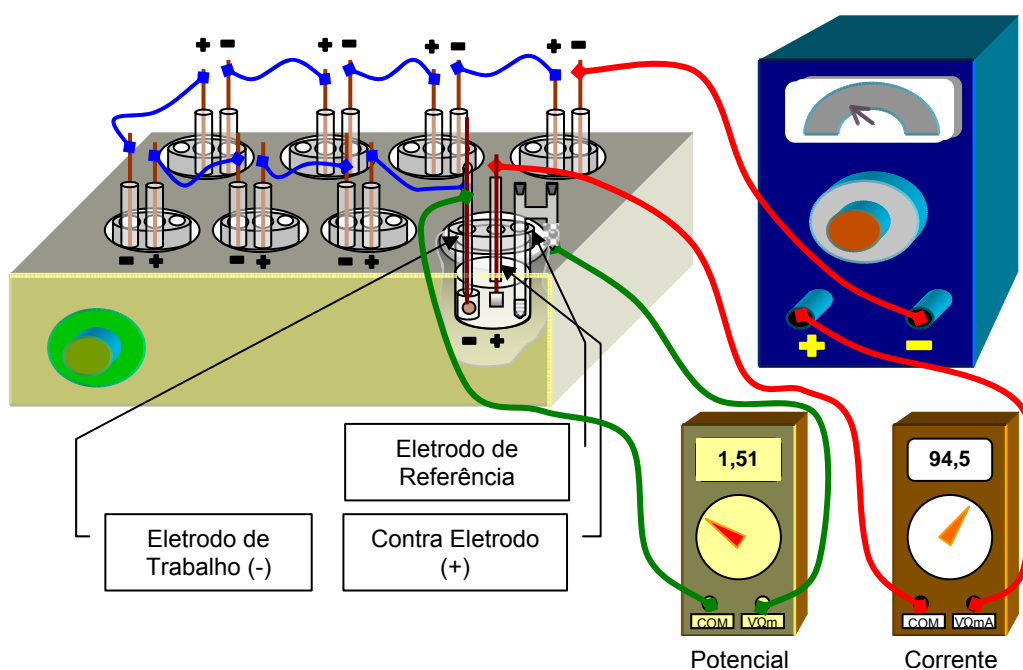 + -
+ -
+ -
+ -
- +
- +
- +
- +
+ -
Eletrodo de
Referência
Eletrodo de
Trabalho (-)
Contra Eletrodo
(+)
1,51
COM VΩm
Potencial
94,5
COM VΩmA
Corrente